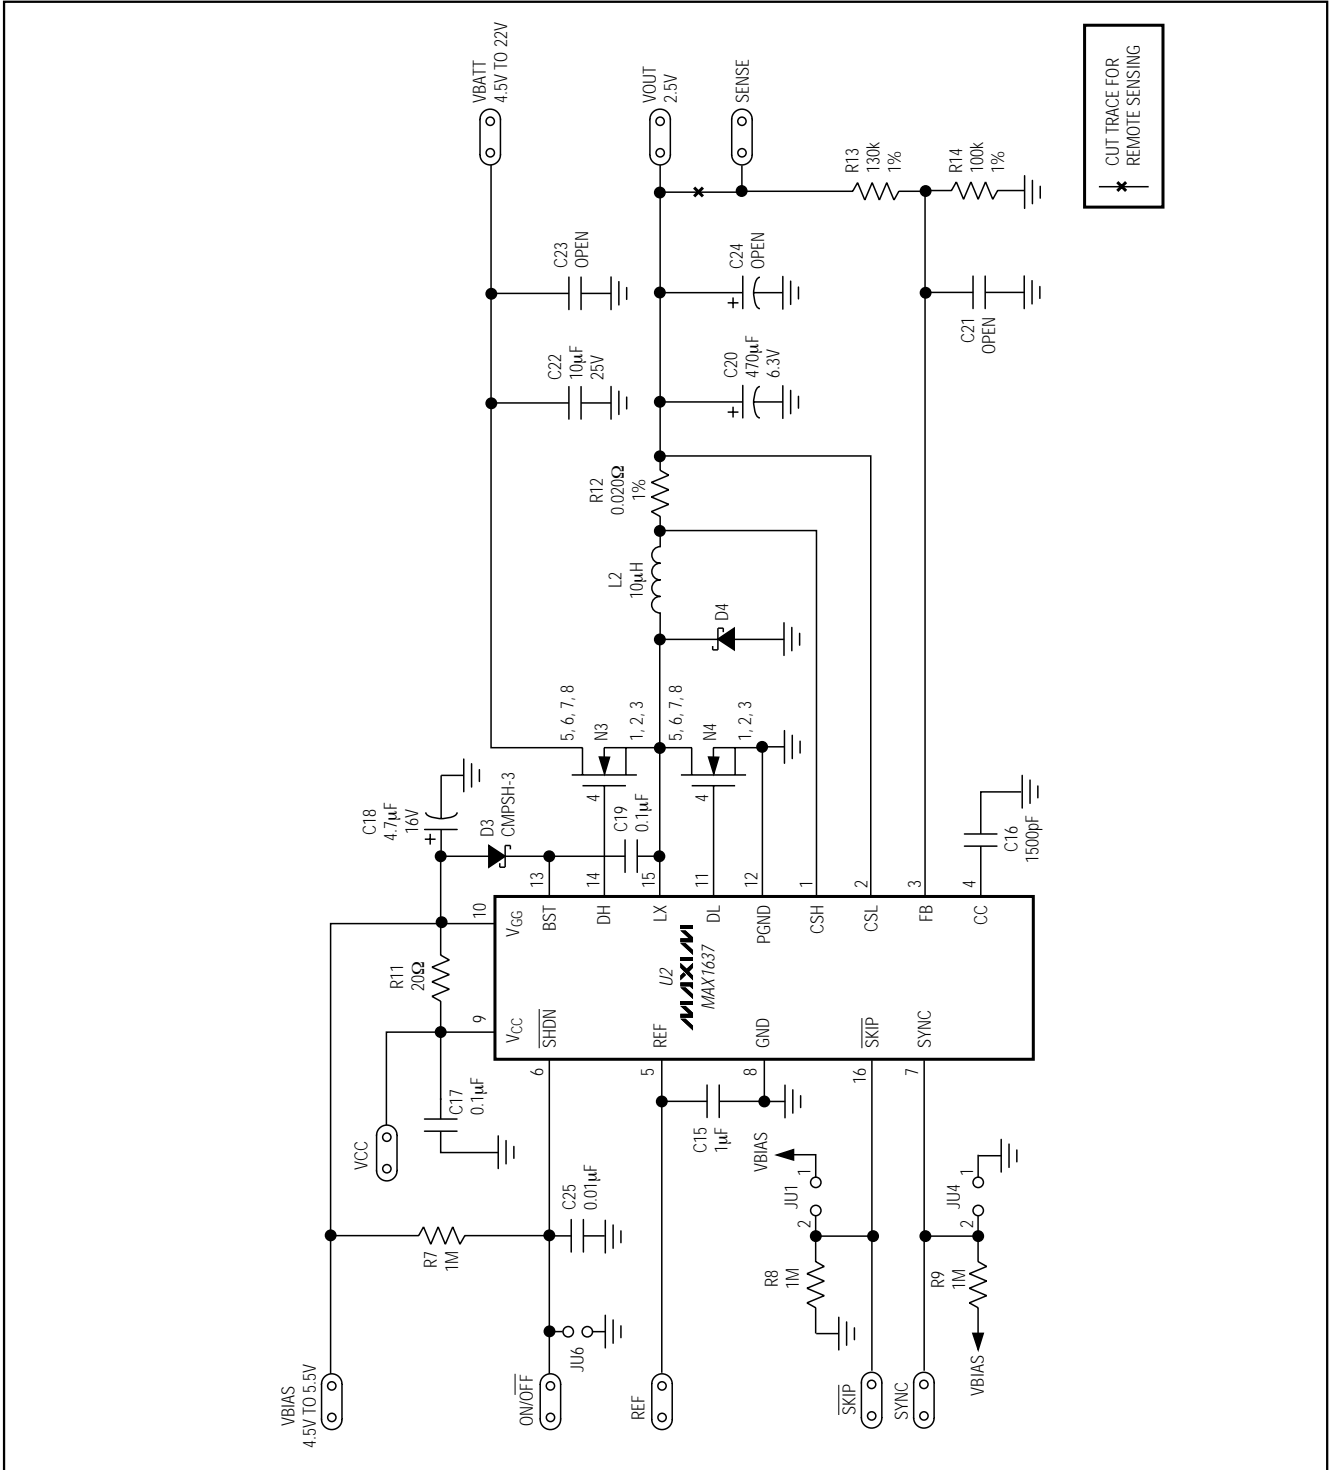 VBIAS
4.5V TO 5.5V
R7
1M
VCC
C17
0.1µF
R11
20Ω
C18
4.7µF
16V
D3
CMPSH-3
VBATT
4.5V TO 22V
C22
10µF
25V
C23
OPEN
ON/OFF
JU6
C25
0.01µF
9
10
VCC
VGG
6
SHDN
BST
13
DH
14
C19
0.1µF
LX
15
4
N3
5, 6, 7, 8
1, 2, 3
4
N4
5, 6, 7, 8
1, 2, 3
DL
11
PGND
12
U2
MAXIM
MAX1637
REF
5
REF
C15
1µF
8
GND
D4
L2
10µH
R12
0.020Ω
1%
C20
470µF
6.3V
C24
OPEN
VOUT
2.5V
SENSE
R13
130k
1%
R14
100k
1%
C21
OPEN
CSH
1
CSL
2
FB
3
CC
4
C16
1500pF
SKIP
16
SKIP
VBIAS
JU1
1
2
R8
1M
SYNC
7
SYNC
JU4
1
2
R9
1M
VBIAS
CUT TRACE FOR
REMOTE SENSING